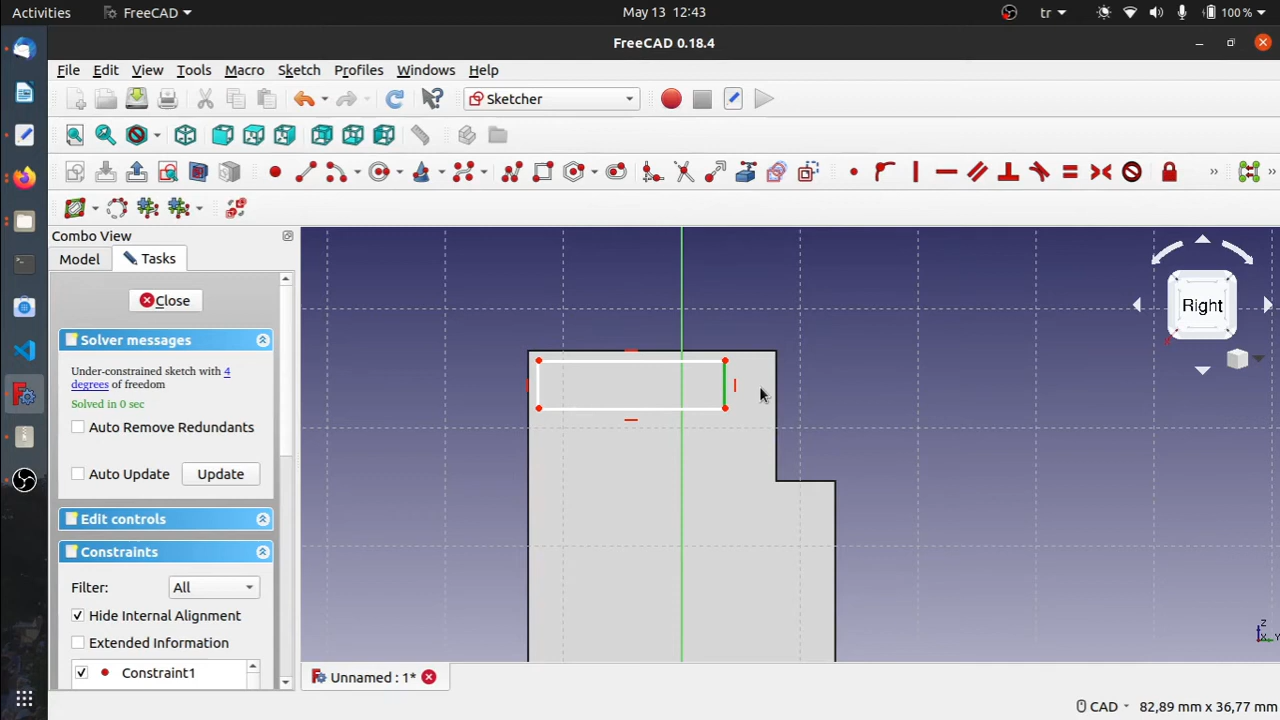 Activities FreeCAD May 13 12:43 tr 100 %
FreeCAD 0.18.4
File Edit View Tools Macro Sketch Profiles Windows Help
Sketcher
Combo View
Model Tasks
Close
Solver messages
Under-constrained sketch with 4
degrees of freedom
Solved in 0 sec
Auto Remove Redundants
Auto Update Update
Edit controls
Constraints
Filter: All
Hide Internal Alignment
Extended Information
Constraint1
Right
Z
Unnamed : 1*
CAD 82,89 mm x 36,77 mm